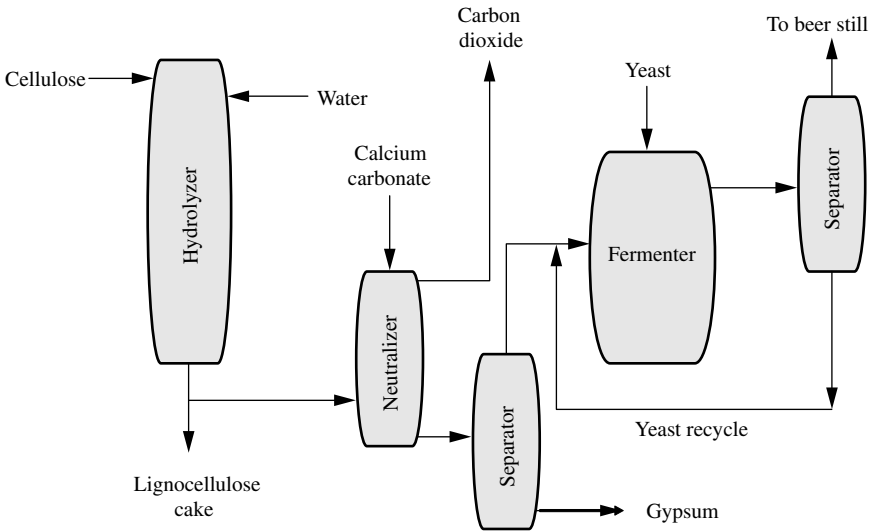 Carbon
dioxide
To beer still
Cellulose
Water
Yeast
Calcium
carbonate
Hydrolyzer
Separator
Fermenter
Neutralizer
Separator
Yeast recycle
Lignocellulose
cake
Gypsum